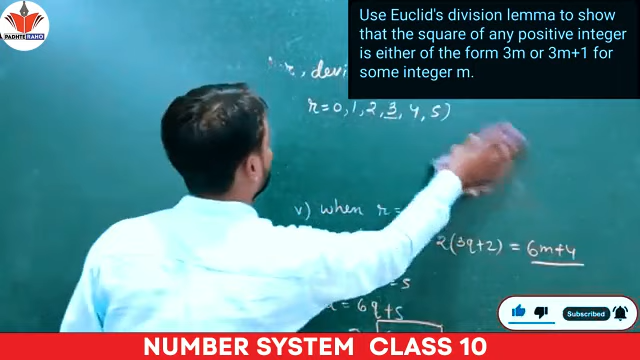 PADHTE RAHO
Use Euclid's division lemma to show
that the square of any positive integer
is either of the form 3m or 3m+1 for
some integer m.
r=0, 1, 2, 3, 4, 5)
v) when r=
2(3q+2) = 6m+4
= 6q+5
Subscribed
NUMBER SYSTEM CLASS 10